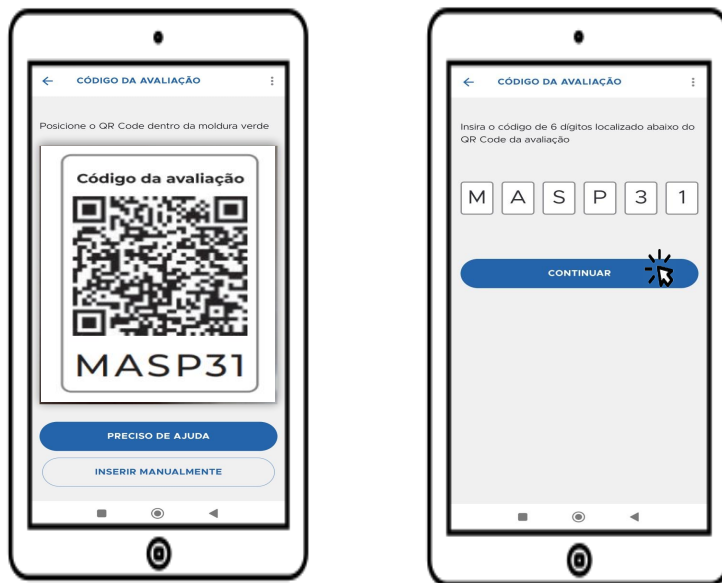 CÓDIGO DA AVALIAÇÃO
Posicione o QR Code dentro da moldura verde
Código da avaliação
MASP31
PRECISO DE AJUDA
INSERIR MANUALMENTE
CÓDIGO DA AVALIAÇÃO
Insira o código de 6 dígitos localizado abaixo do
QR Code da avaliação
M A S P 3 1
CONTINUAR